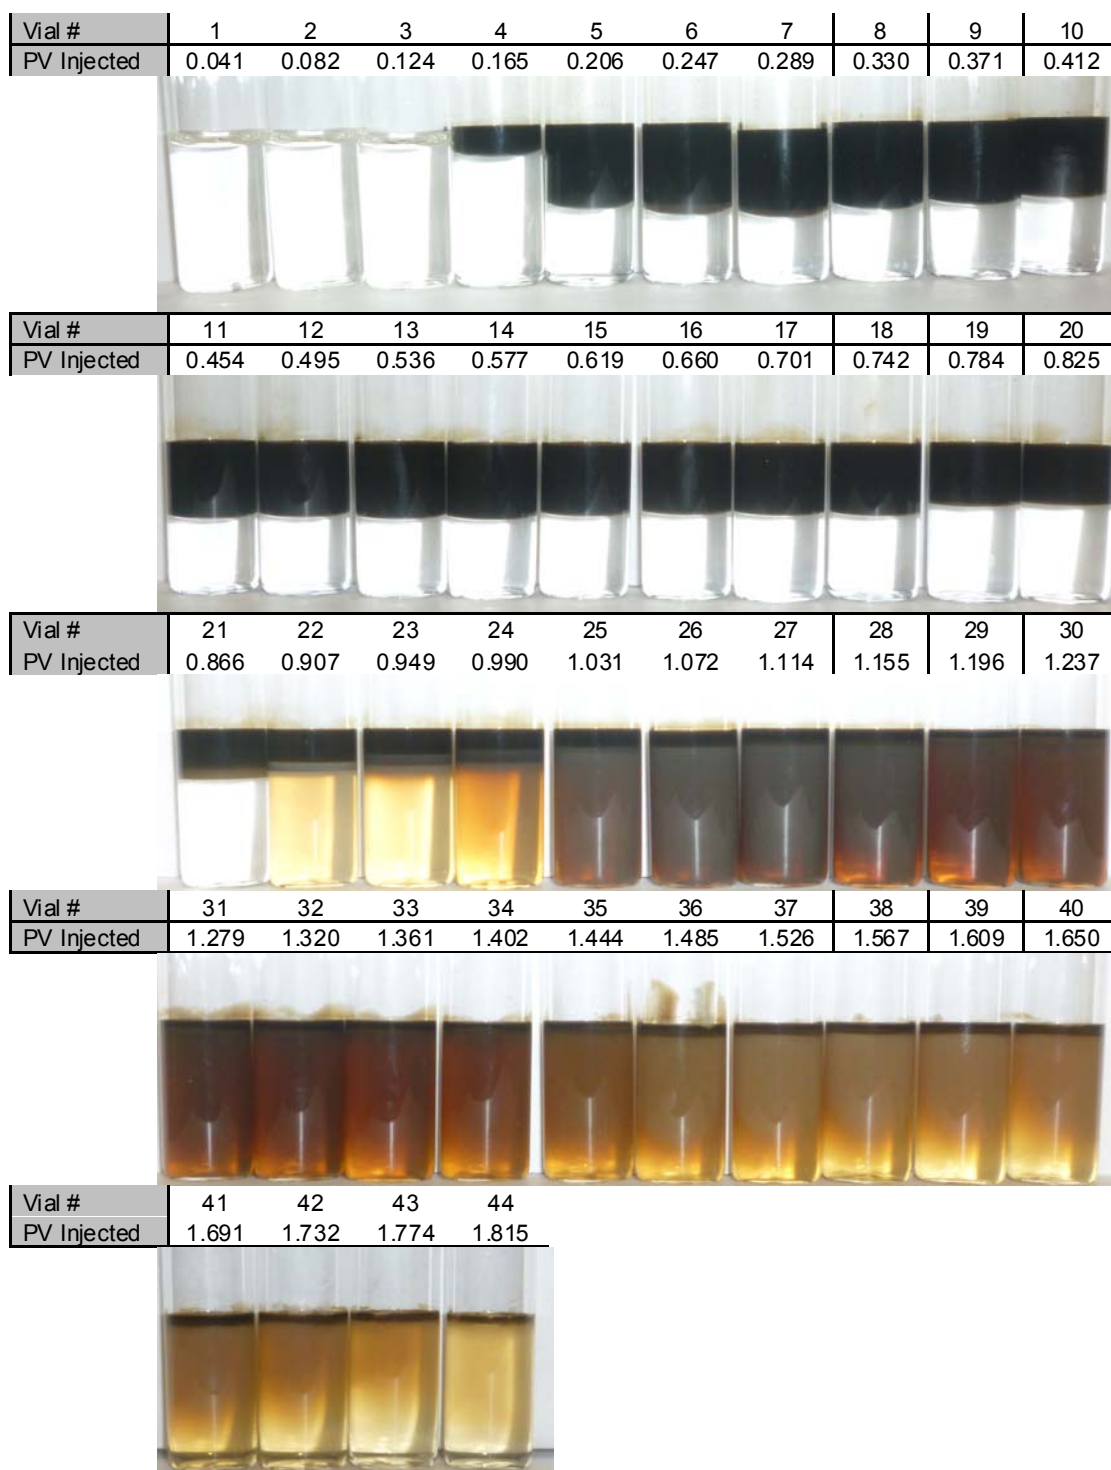 Vial # 1 2 3 4 5 6 7 8 9 10
PV Injected 0.041 0.082 0.124 0.165 0.206 0.247 0.289 0.330 0.371 0.412
Vial # 11 12 13 14 15 16 17 18 19 20
PV Injected 0.454 0.495 0.536 0.577 0.619 0.660 0.701 0.742 0.784 0.825
Vial # 21 22 23 24 25 26 27 28 29 30
PV Injected 0.866 0.907 0.949 0.990 1.031 1.072 1.114 1.155 1.196 1.237
Vial # 31 32 33 34 35 36 37 38 39 40
PV Injected 1.279 1.320 1.361 1.402 1.444 1.485 1.526 1.567 1.609 1.650
Vial # 41 42 43 44
PV Injected 1.691 1.732 1.774 1.815